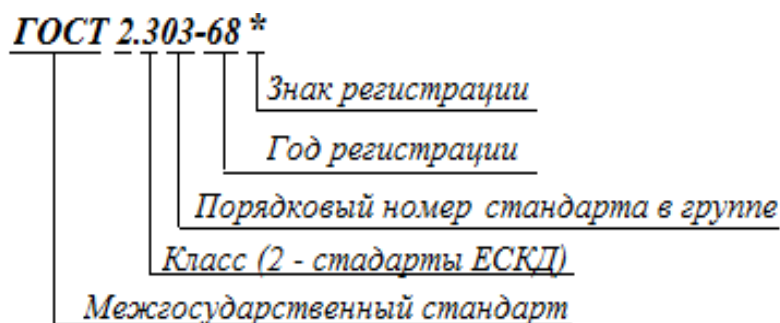 ГОСТ 2.303-68 *
Знак регистрации
Год регистрации
Порядковый номер стандарта в группе
Класс (2 - стадарты ЕСКД)
Межгосударственный стандарт